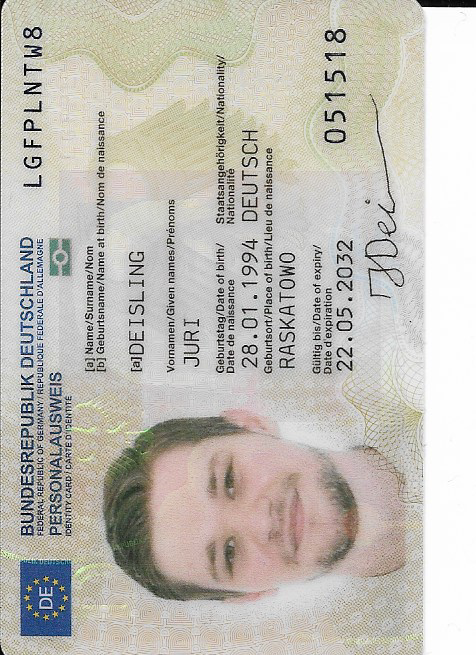 BUNDESREPUBLIK DEUTSCHLAND
FEDERAL REPUBLIC OF GERMANY/ RÉPUBLIQUE FÉDÉRALE D'ALLEMAGNE
PERSONALAUSWEIS
IDENTITY CARD/ CARTE D'IDENTITÉ
LGFPLNTW8
DE
[a] Name/Surname/Nom
[b] Geburtsname/Name at birth/Nom de naissance
[a]DEISLING
Vornamen/Given names/Prénoms
JURI
Geburtstag/Date of birth/
Date de naissance
Staatsangehörigkeit/Nationality/
Nationalité
28.01.1994 DEUTSCH
Geburtsort/Place of birth/Lieu de naissance
RASKATOWO
Gültig bis/Date of expiry/
Date d'expiration
22.05.2032
051518
J Dei